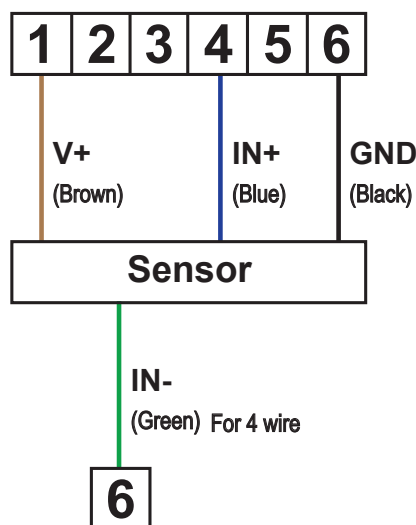 1 2 3 4 5 6
V+ IN+ GND
(Brown) (Blue) (Black)
Sensor
IN-
(Green) For 4 wire
6